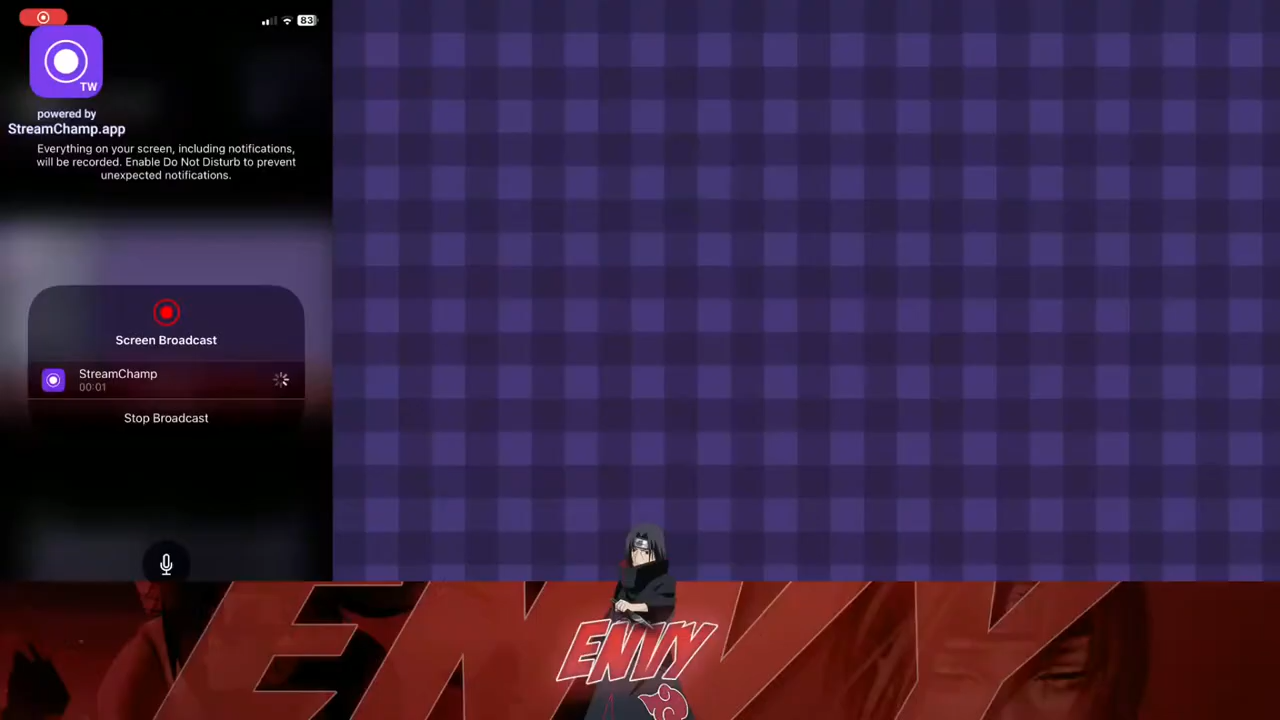 83
TW
powered by
StreamChamp.app
Everything on your screen, including notifications,
will be recorded. Enable Do Not Disturb to prevent
unexpected notifications.
Screen Broadcast
StreamChamp
00:01
Stop Broadcast
ENVY
ENVY